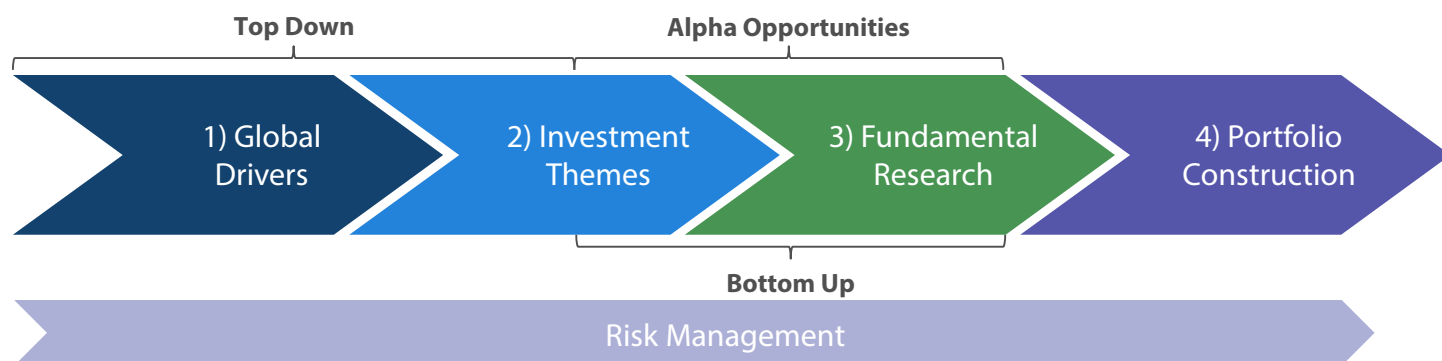 Top Down
Alpha Opportunities
1) Global
Drivers
2) Investment
Themes
3) Fundamental
Research
4) Portfolio
Construction
Bottom Up
Risk Management